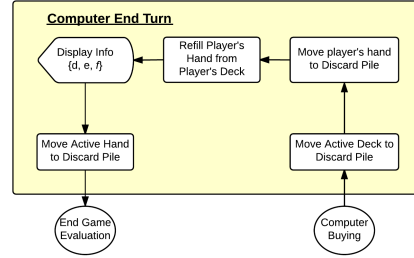 Computer End Turn
Display Info
{d, e, f}
Refill Player's
Hand from
Player's Deck
Move player's hand
to Discard Pile
Move Active Hand
to Discard Pile
Move Active Deck to
Discard Pile
End Game
Evaluation
Computer
Buying